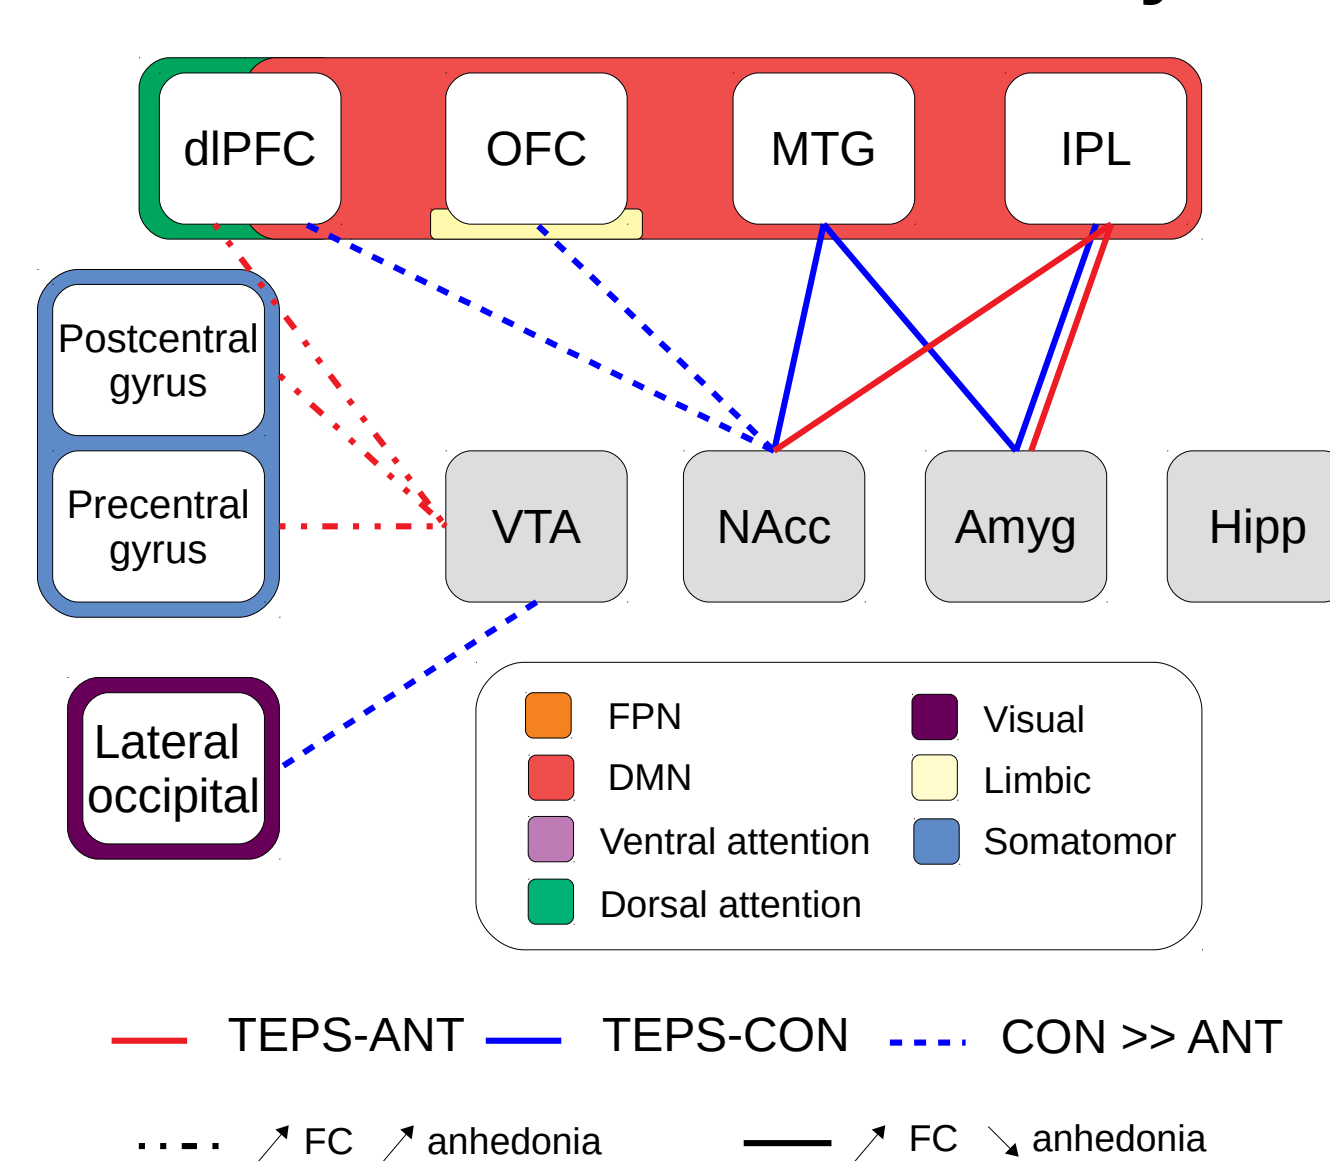 dlPFC
OFC
MTG
IPL
Postcentral
gyrus
Precentral
gyrus
VTA
NAcc
Amyg
Hipp
Lateral
occipital
FPN
DMN
Ventral attention
Dorsal attention
Visual
Limbic
Somatomor
TEPS-ANT
TEPS-CON
CON >> ANT
FC
anhedonia
FC
anhedonia